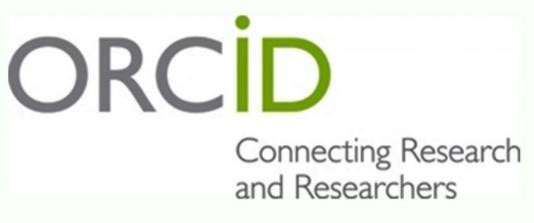 ORCiD
Connecting Research
and Researchers